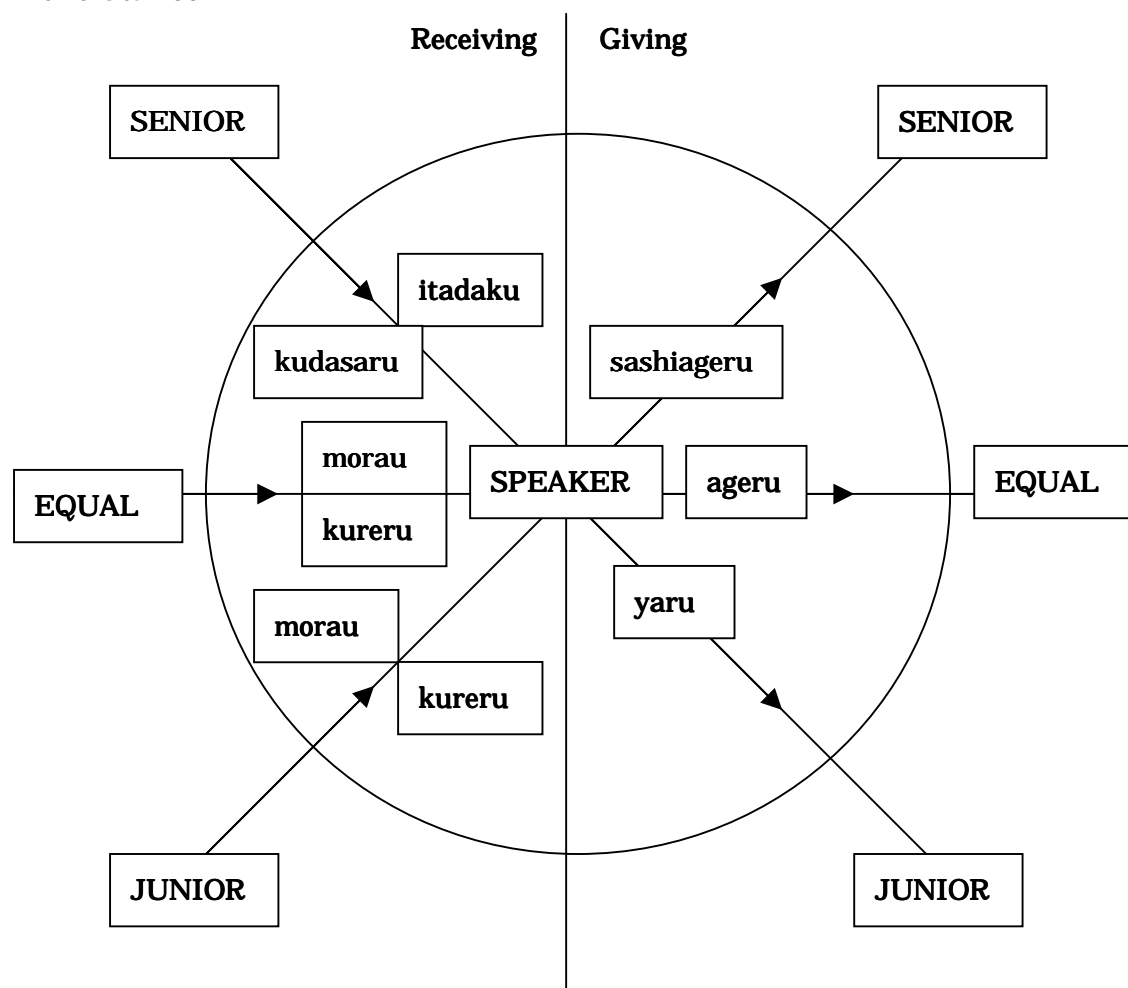 Receiving Giving
SENIOR SENIOR
itadaku
kudasaru sashiageru
morau
SPEAKER ageru EQUAL
EQUAL
kureru
yaru
morau
kureru
JUNIOR JUNIOR